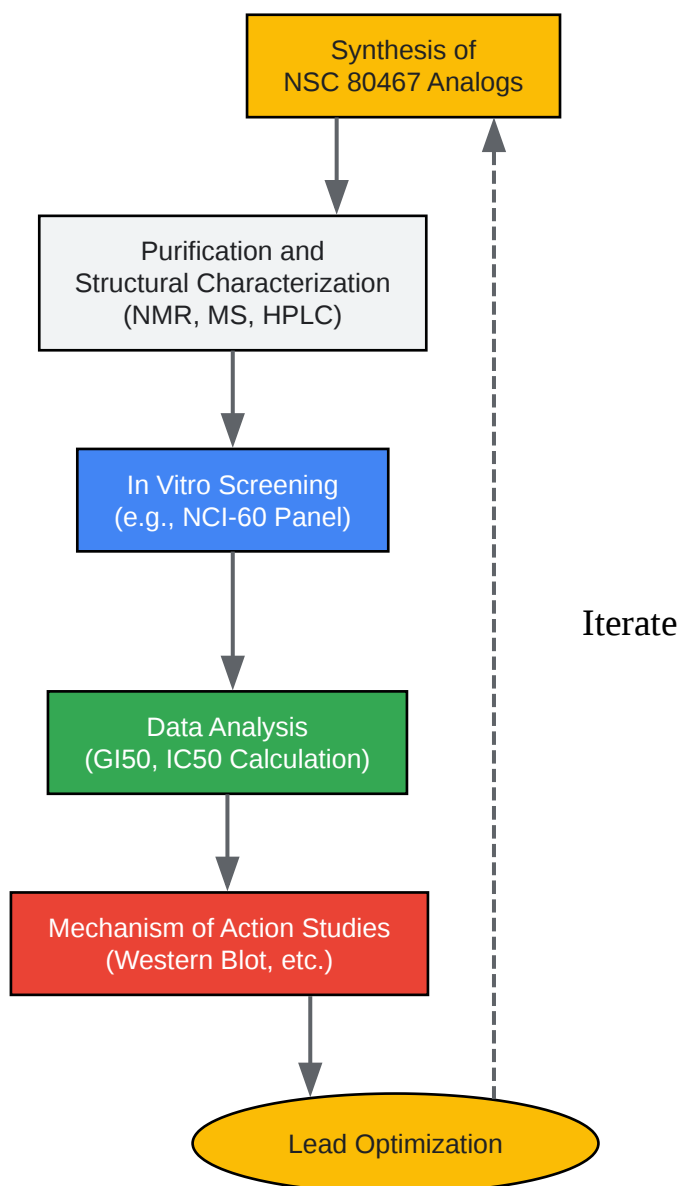 Synthesis of
NSC 80467 Analogs
Purification and
Structural Characterization
(NMR, MS, HPLC)
In Vitro Screening
(e.g., NCI-60 Panel)
Iterate
Data Analysis
(GI50, IC50 Calculation)
Mechanism of Action Studies
(Western Blot, etc.)
Lead Optimization